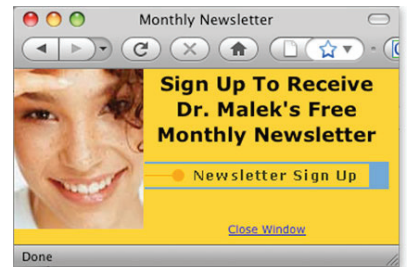 Monthly Newsletter
Sign Up To Receive
Dr. Malek's Free
Monthly Newsletter
Newsletter Sign Up
Close Window
Done